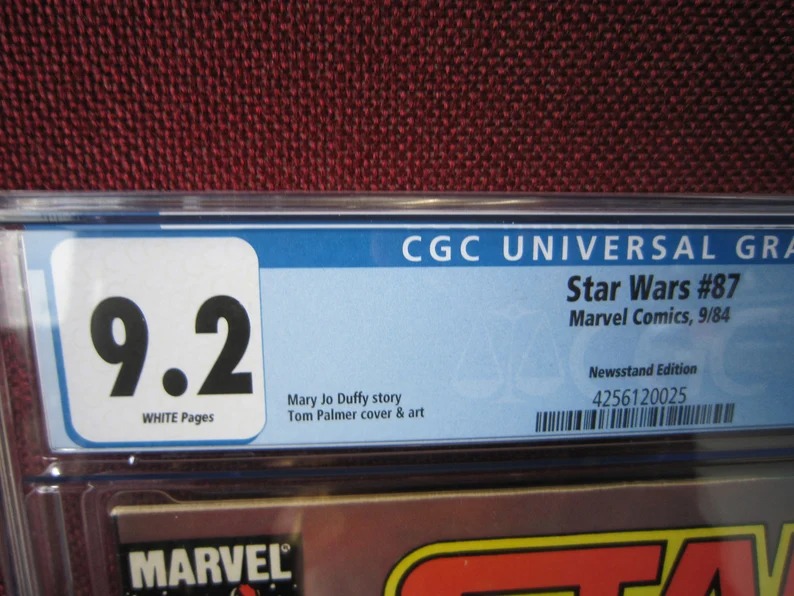 CGC UNIVERSAL GRA
9.2
WHITE Pages
Star Wars #87
Marvel Comics, 9/84
Newsstand Edition
4256120025
Mary Jo Duffy story
Tom Palmer cover & art
CGC
MARVEL®
STA